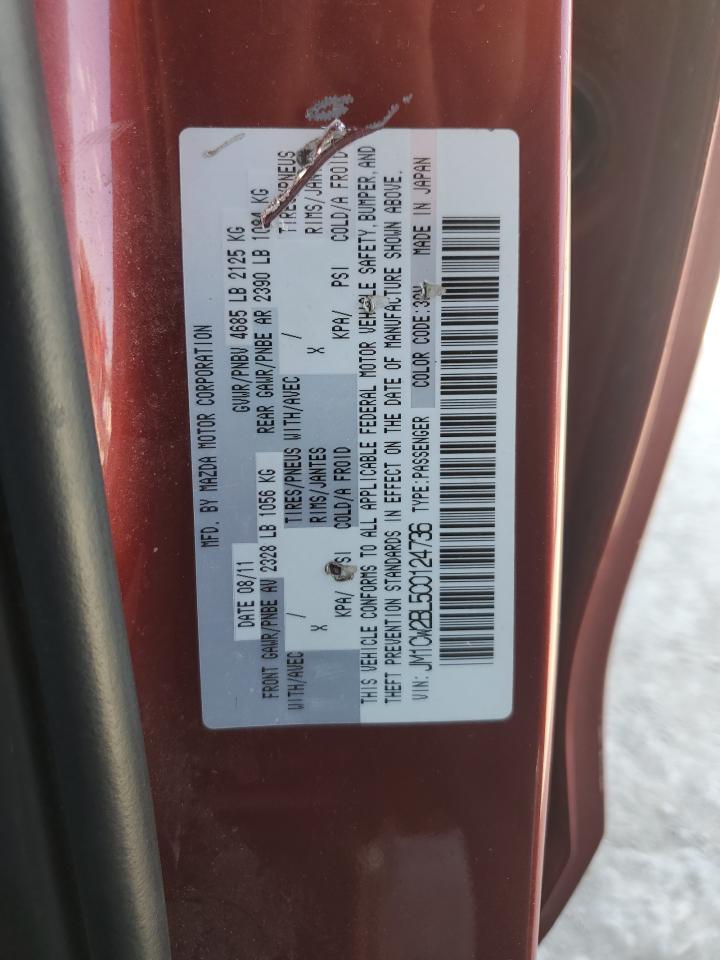 MFD. BY MAZDA MOTOR CORPORATION
DATE 08/11 GVWR/PNBV 4685 LB 2125 KG
FRONT GAWR/PNBE AV 2328 LB 1056 KG REAR GAWR/PNBE AR 2390 LB 1084 KG
WITH/AVEC / TIRES/PNEUS WITH/AVEC / TIRES/PNEUS
X RIMS/JANTES X RIMS/JANTES
KPA/ PSI COLD/A FROID KPA/ PSI COLD/A FROID
THIS VEHICLE CONFORMS TO ALL APPLICABLE FEDERAL MOTOR VEHICLE SAFETY, BUMPER, AND
THEFT PREVENTION STANDARDS IN EFFECT ON THE DATE OF MANUFACTURE SHOWN ABOVE.
VIN: JM1CW2BL5C0124736 TYPE:PASSENGER COLOR CODE: MADE IN JAPAN